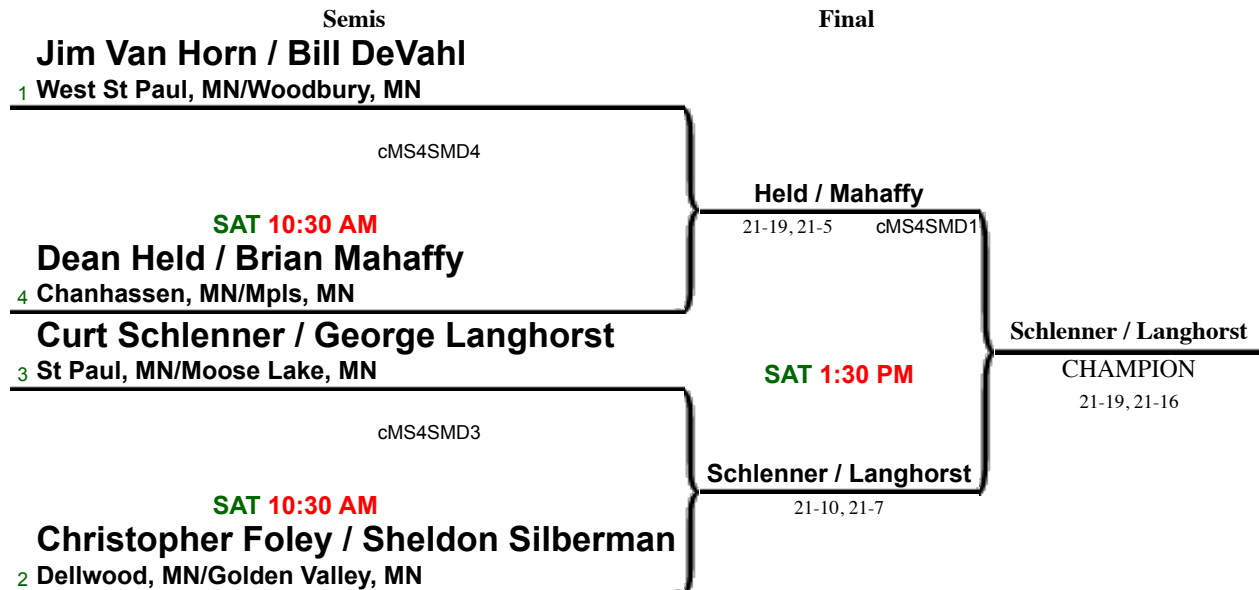 Semis Final
Jim Van Horn / Bill DeVahl
1 West St Paul, MN/Woodbury, MN
cMS4SMD4
Held / Mahaffy
SAT 10:30 AM
21-19, 21-5 cMS4SMD1
Dean Held / Brian Mahaffy
4 Chanhassen, MN/Mpls, MN
Curt Schlenner / George Langhorst
Schlenner / Langhorst
3 St Paul, MN/Moose Lake, MN
SAT 1:30 PM
CHAMPION
21-19, 21-16
cMS4SMD3
Schlenner / Langhorst
SAT 10:30 AM
21-10, 21-7
Christopher Foley / Sheldon Silberman
2 Dellwood, MN/Golden Valley, MN